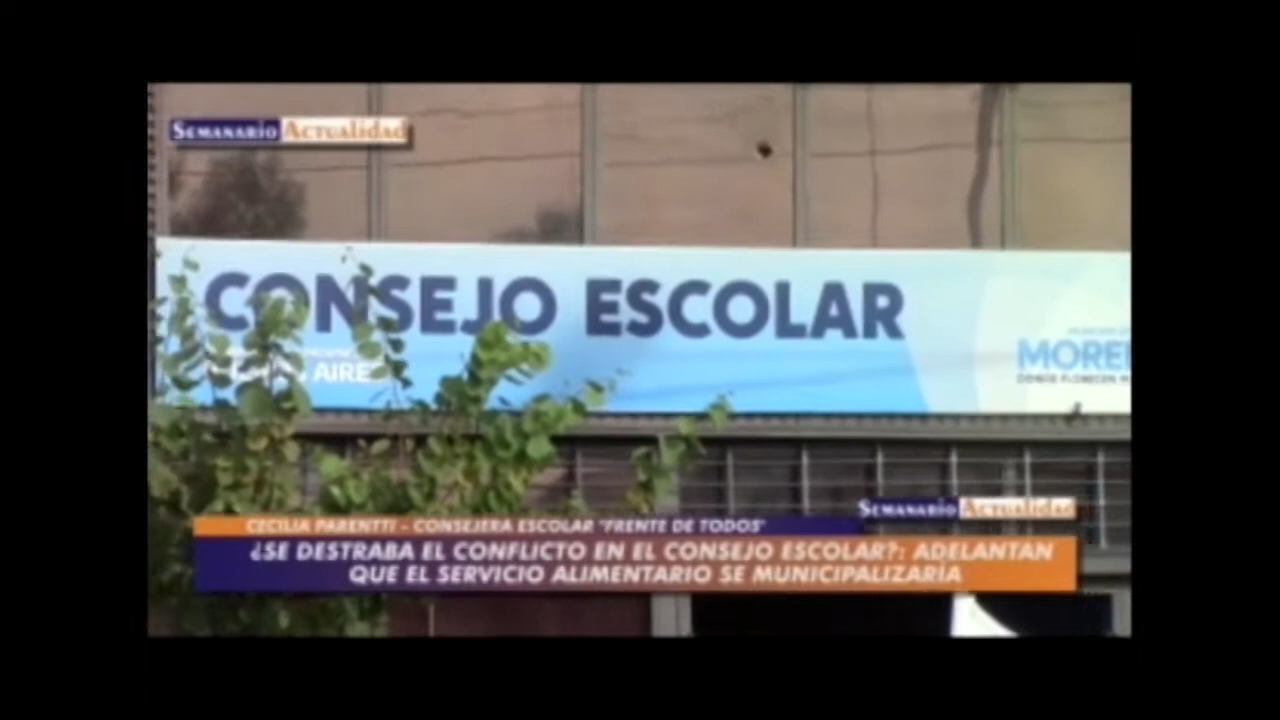 SEMANARIO ACTUALIDAD
CONSEJO ESCOLAR
AIRE
MORE
SEMANARIO ACTUALIDAD
CECILIA PARENTTI - CONSEJERA ESCOLAR "FRENTE DE TODOS"
¿SE DESTRABA EL CONFLICTO EN EL CONSEJO ESCOLAR?: ADELANTAN
QUE EL SERVICIO ALIMENTARIO SE MUNICIPALIZARÍA